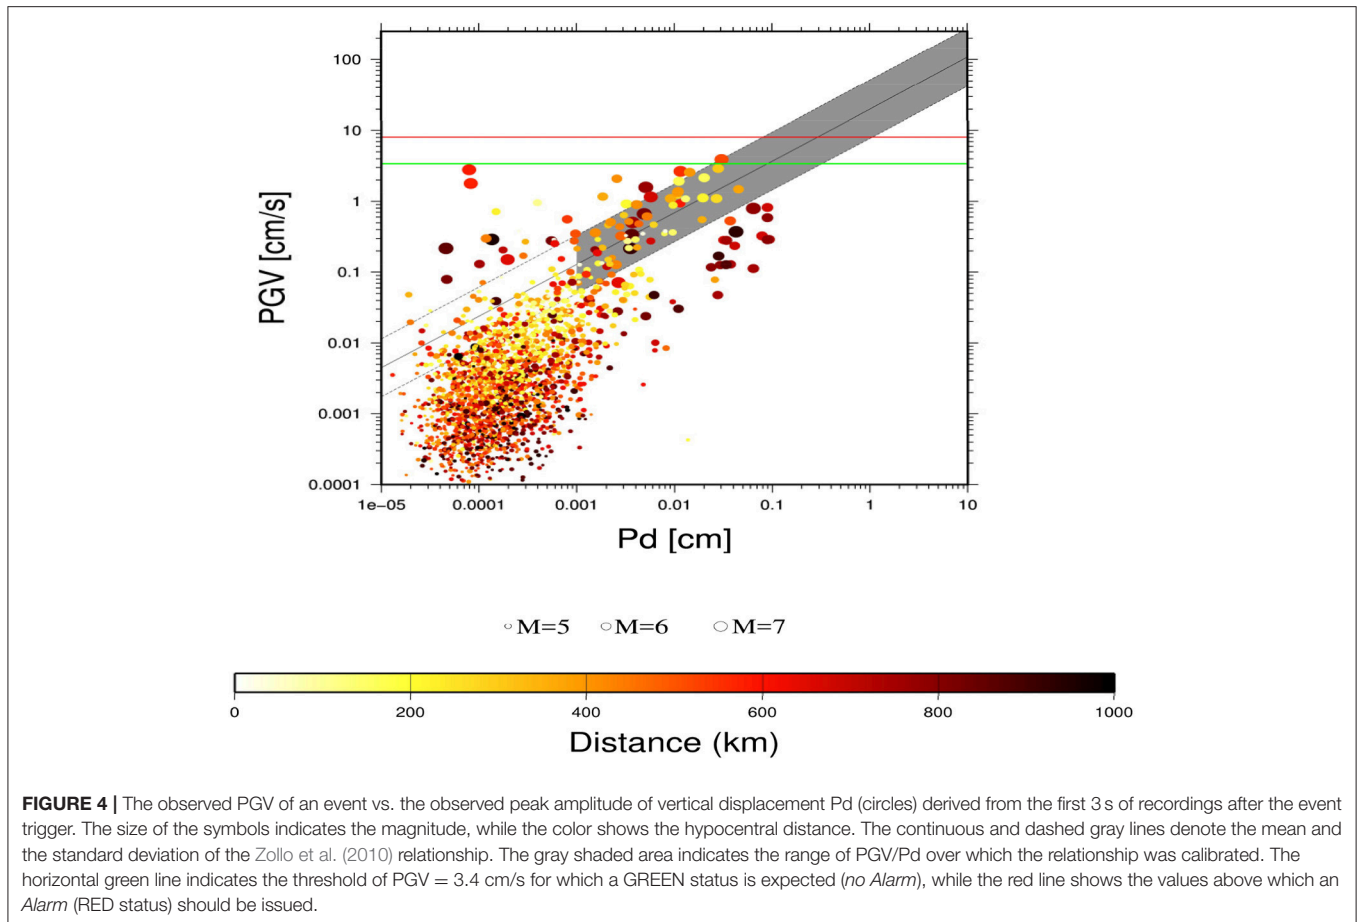 100
10
1
0.1
0.01
0.001
0.0001
PGV [cm/s]
1e−05 0.0001 0.001 0.01 0.1 1 10
Pd [cm]
M=5 M=6 M=7
0 200 400 600 800 1000
Distance (km)
FIGURE 4 | The observed PGV of an event vs. the observed peak amplitude of vertical displacement Pd (circles) derived from the first 3 s of recordings after the event
trigger. The size of the symbols indicates the magnitude, while the color shows the hypocentral distance. The continuous and dashed gray lines denote the mean and
the standard deviation of the Zollo et al. (2010) relationship. The gray shaded area indicates the range of PGV/Pd over which the relationship was calibrated. The
horizontal green line indicates the threshold of PGV = 3.4 cm/s for which a GREEN status is expected (no Alarm), while the red line shows the values above which an
Alarm (RED status) should be issued.